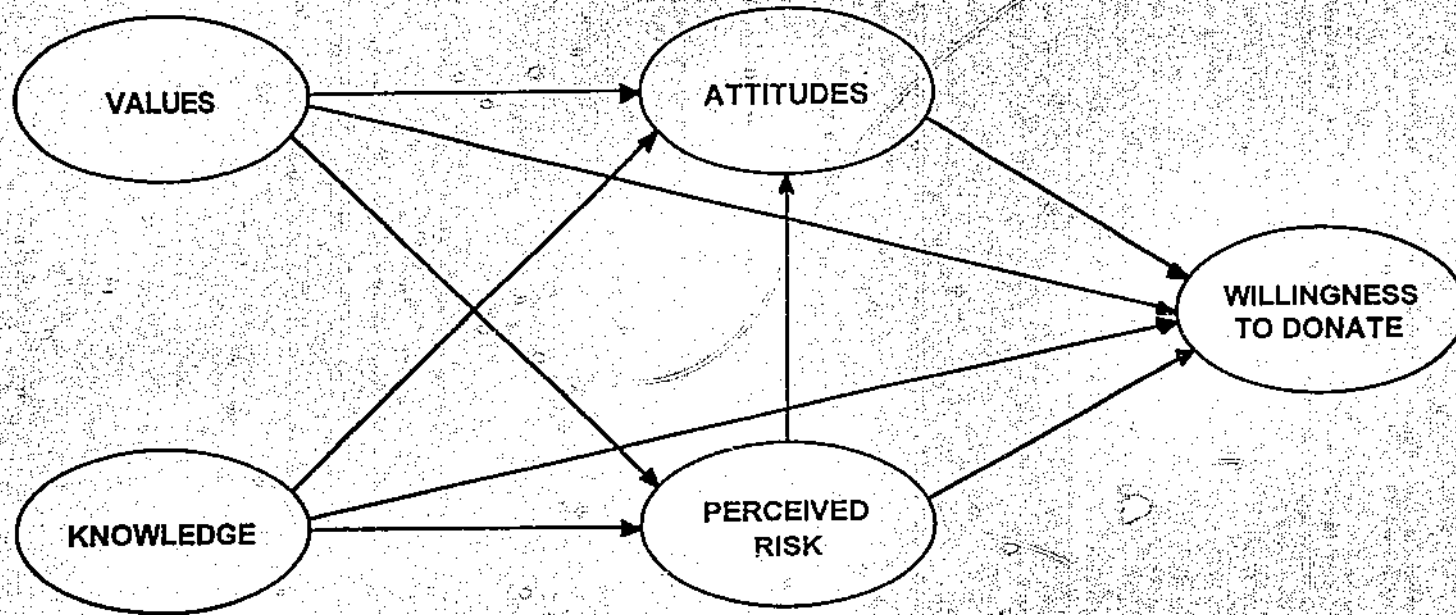 VALUES
ATTITUDES
WILLINGNESS
TO DONATE
KNOWLEDGE
PERCEIVED
RISK